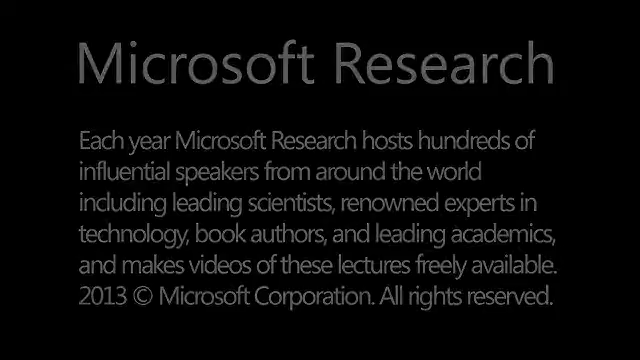 Microsoft Research
Each year Microsoft Research hosts hundreds of
influential speakers from around the world
including leading scientists, renowned experts in
technology, book authors, and leading academics,
and makes videos of these lectures freely available.
2013 © Microsoft Corporation. All rights reserved.